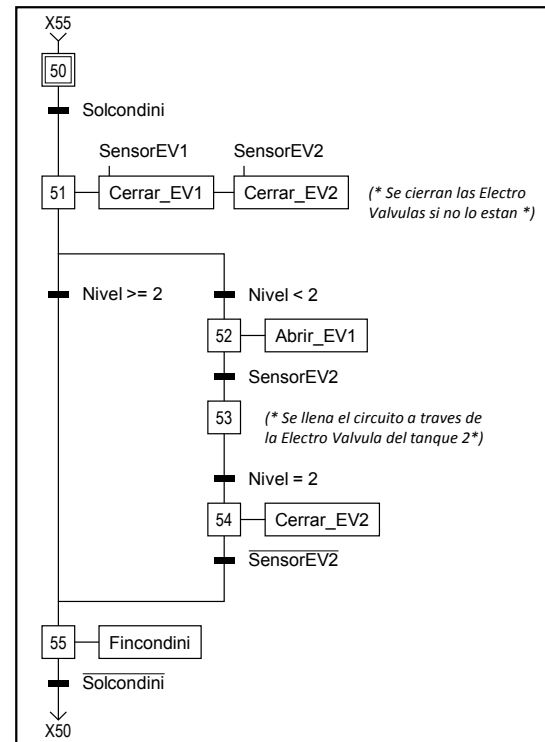 X55
50
Solcondini
SensorEV1 SensorEV2
51 Cerrar_EV1 Cerrar_EV2
(* Se cierran las Electro
Valvulas si no lo estan *)
Nivel >= 2 Nivel < 2
52 Abrir_EV1
SensorEV2
53
(* Se llena el circuito a traves de
la Electro Valvula del tanque 2*)
Nivel = 2
54 Cerrar_EV2
SensorEV2
55 Fincondini
Solcondini
X50